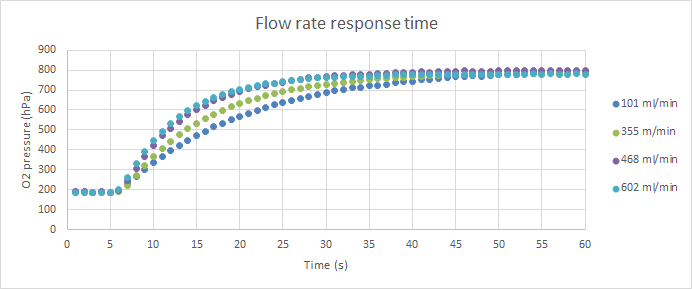 Flow rate response time
O2 pressure (hPa)
900
800
700
600
500
400
300
200
100
0
0 5 10 15 20 25 30 35 40 45 50 55 60
Time (s)
101 ml/min
355 m/min
468 ml/min
602 ml/min